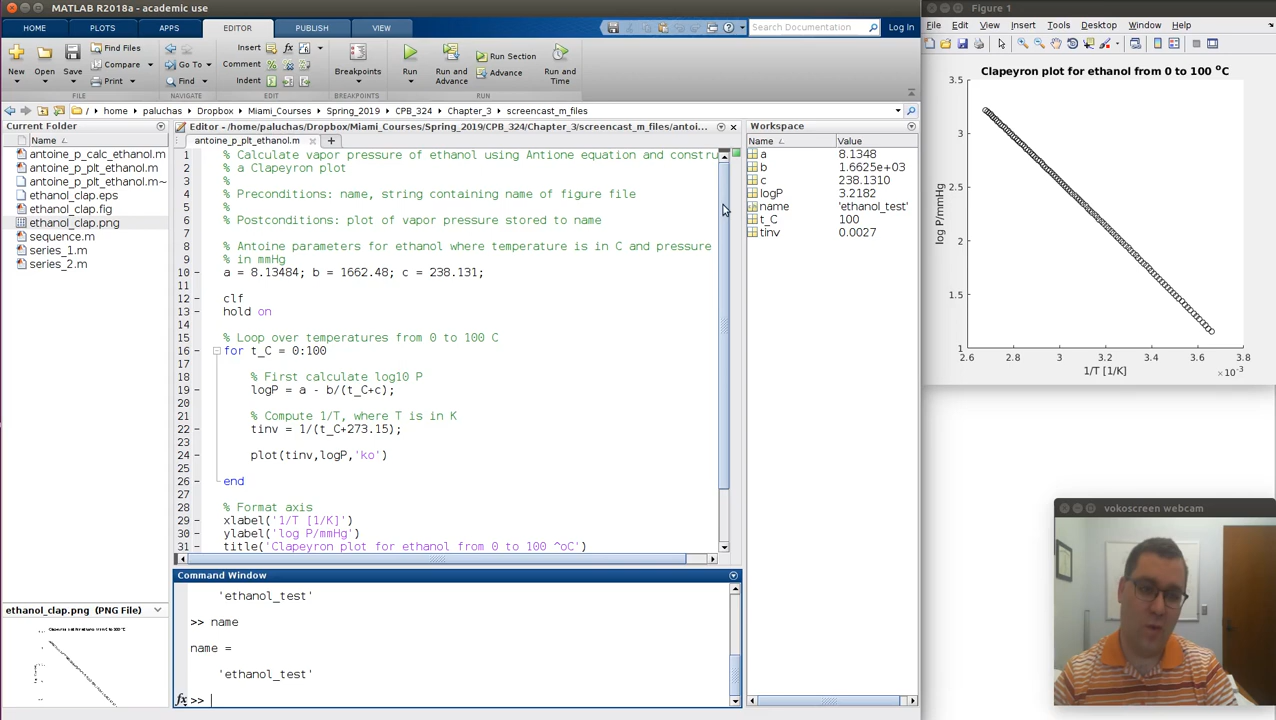 MATLAB R2018a - academic use
HOME PLOTS APPS EDITOR PUBLISH VIEW
Search Documentation Log In
New Open Save Find Files Compare Print
FILE
Go To Find
NAVIGATE
Insert Comment Indent
EDIT
Breakpoints
BREAKPOINTS
Run Run and Advance Run Section Advance Run and Time
RUN
/ home paluchas Dropbox Miami_Courses Spring_2019 CPB_324 Chapter_3 screencast_m_files
Current Folder
Name
antoine_p_calc_ethanol.m
antoine_p_plt_ethanol.m
antoine_p_plt_ethanol.m~
ethanol_clap.eps
ethanol_clap.fig
ethanol_clap.png
sequence.m
series_1.m
series_2.m
ethanol_clap.png (PNG File)
Editor - /home/paluchas/Dropbox/Miami_Courses/Spring_2019/CPB_324/Chapter_3/screencast_m_files/antoi...
antoine_p_plt_ethanol.m
1 % Calculate vapor pressure of ethanol using Antione equation and constru
2 % a Clapeyron plot
3 %
4 % Preconditions: name, string containing name of figure file
5 %
6 % Postconditions: plot of vapor pressure stored to name
7
8 % Antoine parameters for ethanol where temperature is in C and pressure
9 % in mmHg
10 a = 8.13484; b = 1662.48; c = 238.131;
11
12 clf
13 hold on
14
15 % Loop over temperatures from 0 to 100 C
16 for t_C = 0:100
17
18 % First calculate log10 P
19 logP = a - b/(t_C+c);
20
21 % Compute 1/T, where T is in K
22 tinv = 1/(t_C+273.15);
23
24 plot(tinv,logP,'ko')
25
26 end
27
28 % Format axis
29 xlabel('1/T [1/K]')
30 ylabel('log P/mmHg)
31 title('Clapeyron plot for ethanol from 0 to 100 ^oC')
Command Window
'ethanol_test'
>> name
name =
'ethanol_test'
fx >>
Workspace
Name Value
a 8.1348
b 1.6625e+03
c 238.1310
logP 3.2182
name 'ethanol_test'
t_C 100
tinv 0.0027
Figure 1
File Edit View Insert Tools Desktop Window Help
Clapeyron plot for ethanol from 0 to 100 °C
3.5
3
2.5
2
1.5
1
log P/mmHg
2.6 2.8 3 3.2 3.4 3.6 3.8
1/T [1/K]
×10⁻³
vokoscreen webcam